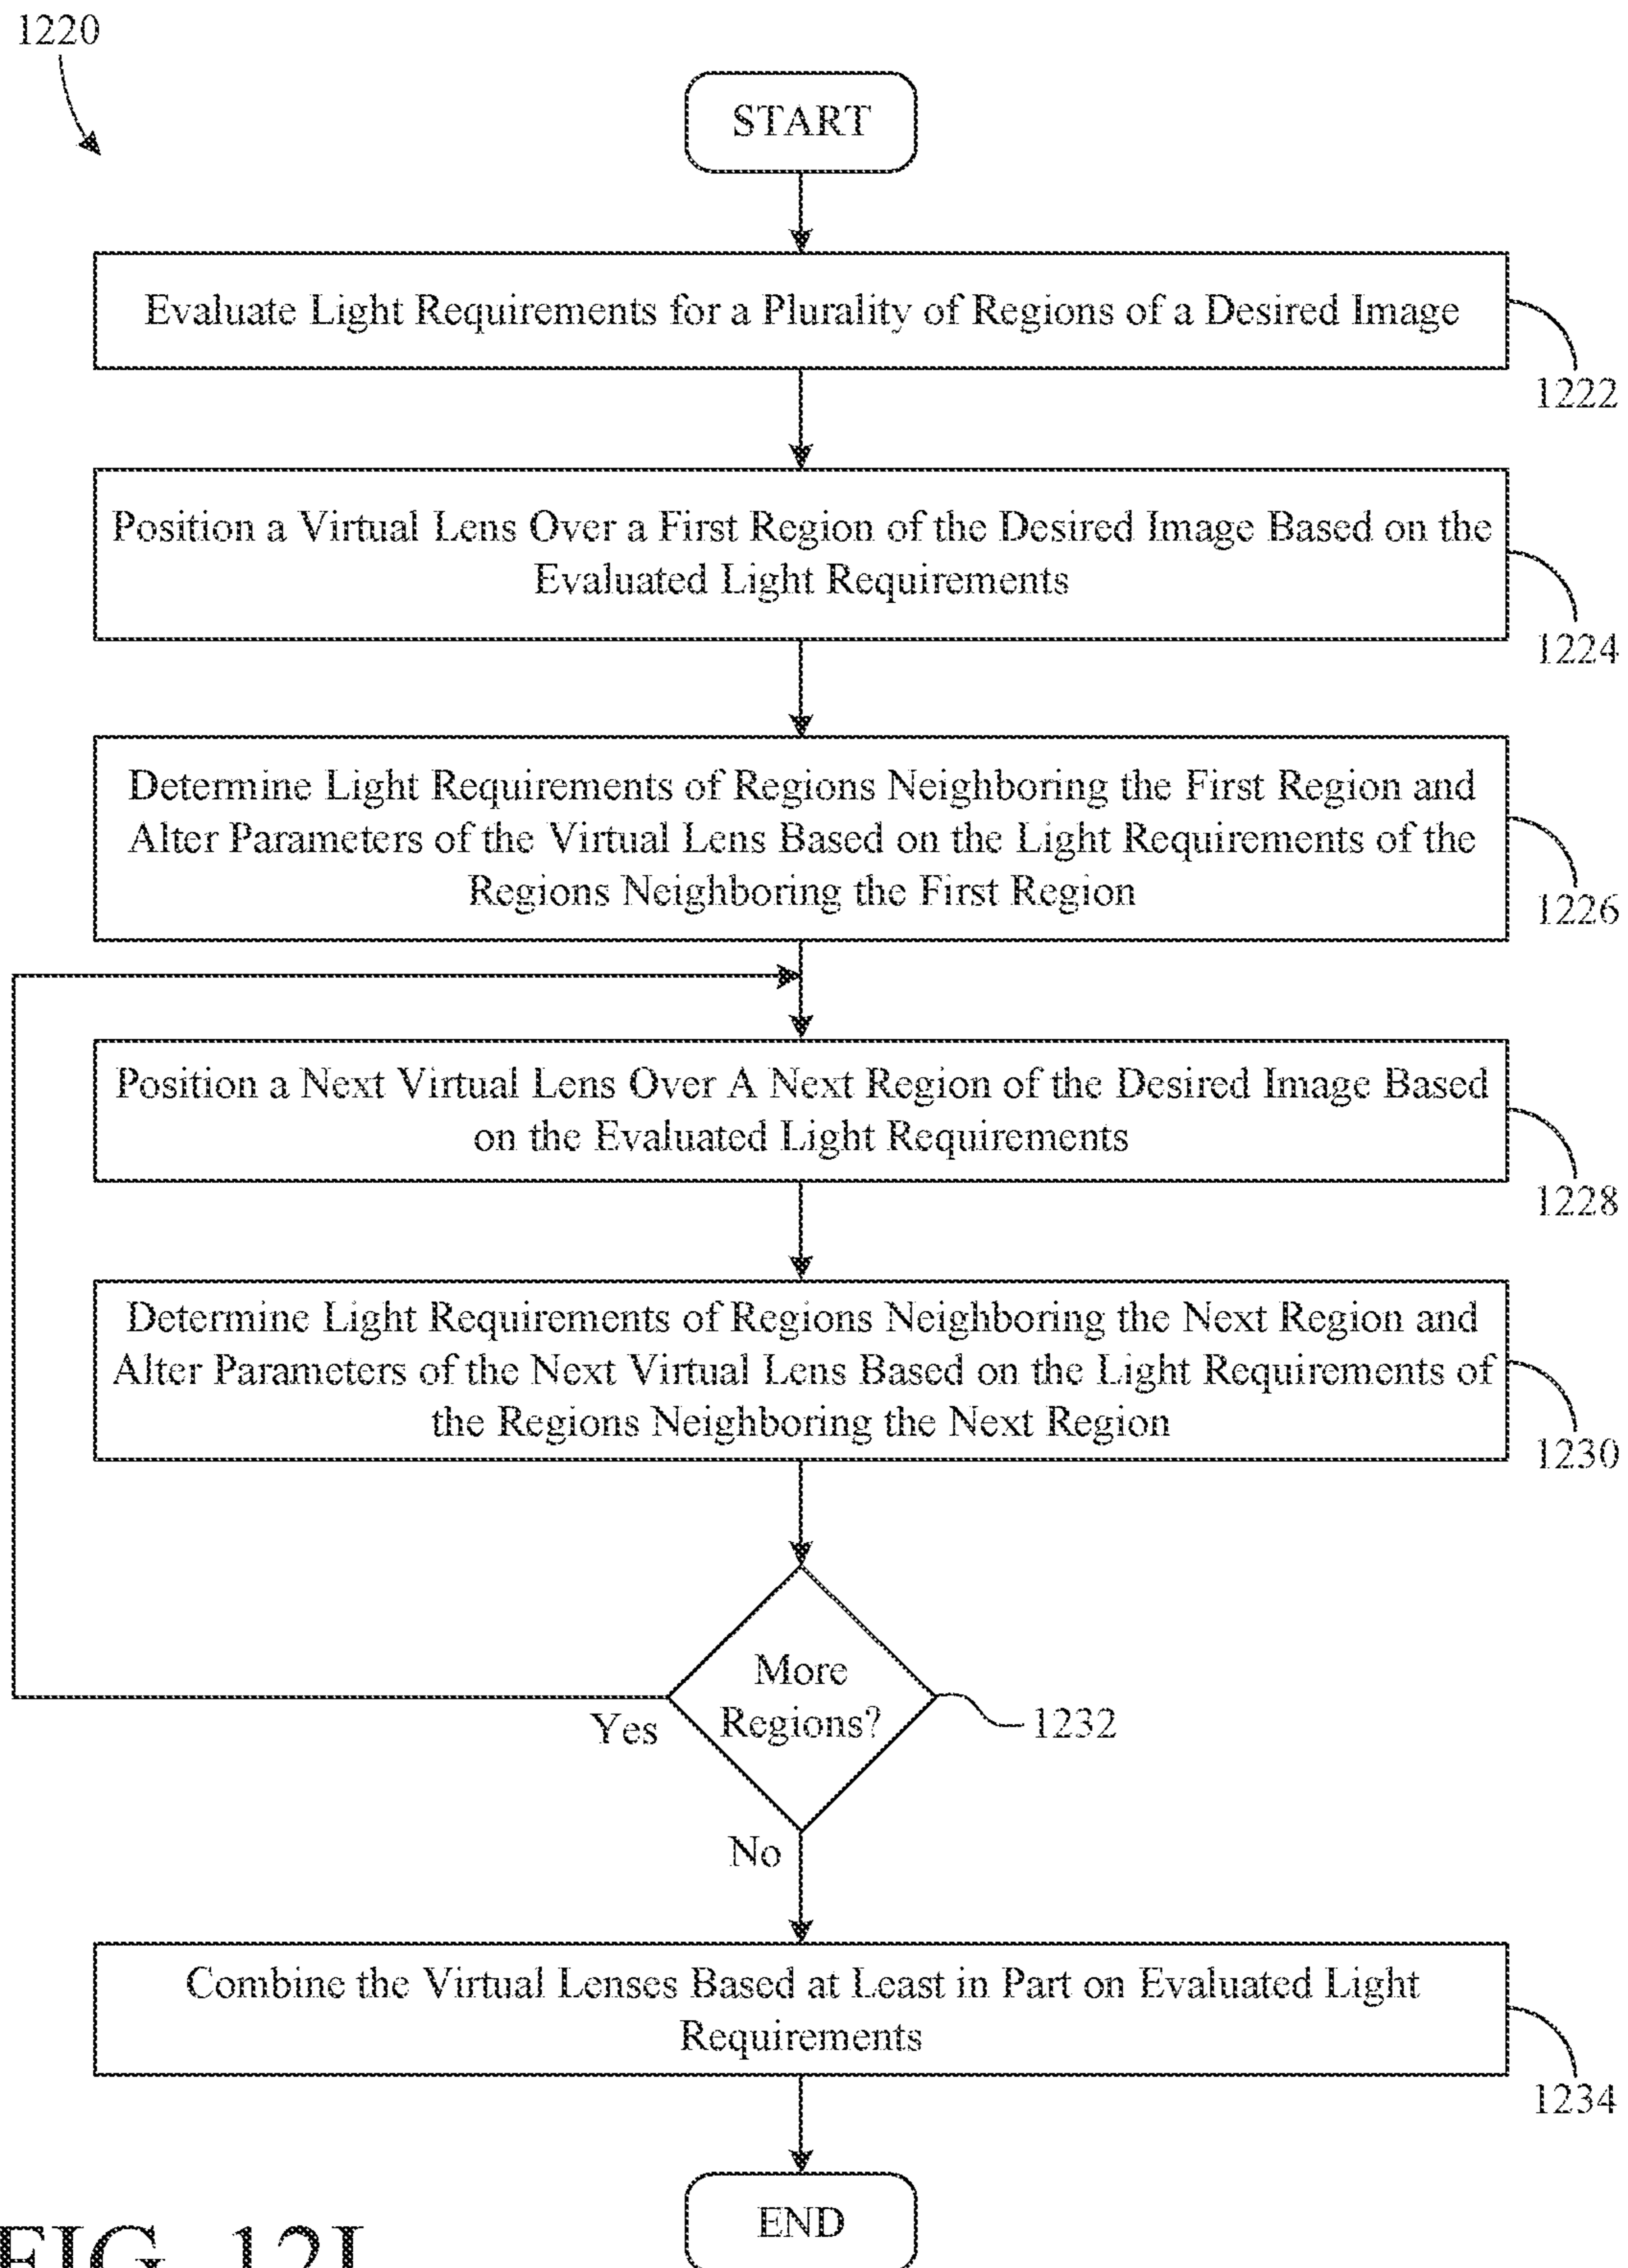 1220
START
Evaluate Light Requirements for a Plurality of Regions of a Desired Image
1222
Position a Virtual Lens Over a First Region of the Desired Image Based on the
Evaluated Light Requirements
1224
Determine Light Requirements of Regions Neighboring the First Region and
Alter Parameters of the Virtual Lens Based on the Light Requirements of the
Regions Neighboring the First Region
1226
Position a Next Virtual Lens Over A Next Region of the Desired Image Based
on the Evaluated Light Requirements
1228
Determine Light Requirements of Regions Neighboring the Next Region and
Alter Parameters of the Next Virtual Lens Based on the Light Requirements of
the Regions Neighboring the Next Region
1230
More
Regions?
1232
Yes
No
Combine the Virtual Lenses Based at Least in Part on Evaluated Light
Requirements
1234
END
FIG. 12I